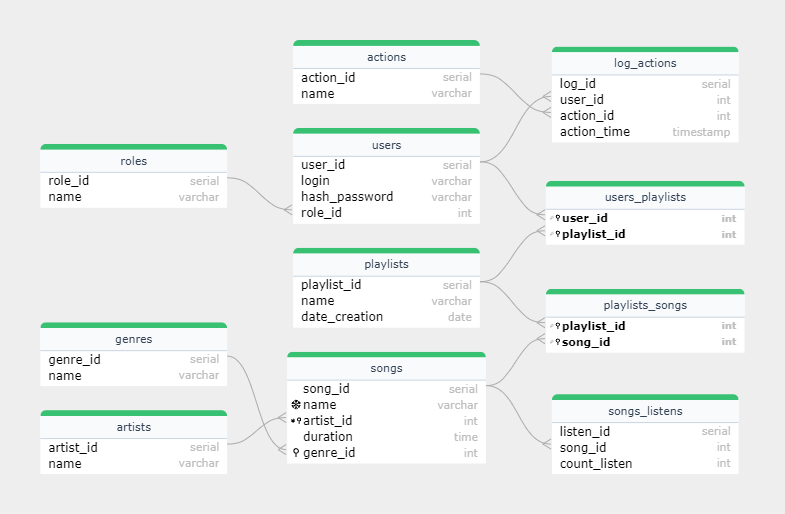 actions
action_id serial
name varchar
log_actions
log_id serial
user_id int
action_id int
action_time timestamp
roles
role_id serial
name varchar
users
user_id serial
login varchar
hash_password varchar
role_id int
users_playlists
user_id int
playlist_id int
playlists
playlist_id serial
name varchar
date_creation date
playlists_songs
playlist_id int
song_id int
genres
genre_id serial
name varchar
songs
song_id serial
name varchar
artist_id int
duration time
genre_id int
artists
artist_id serial
name varchar
songs_listens
listen_id serial
song_id int
count_listen int